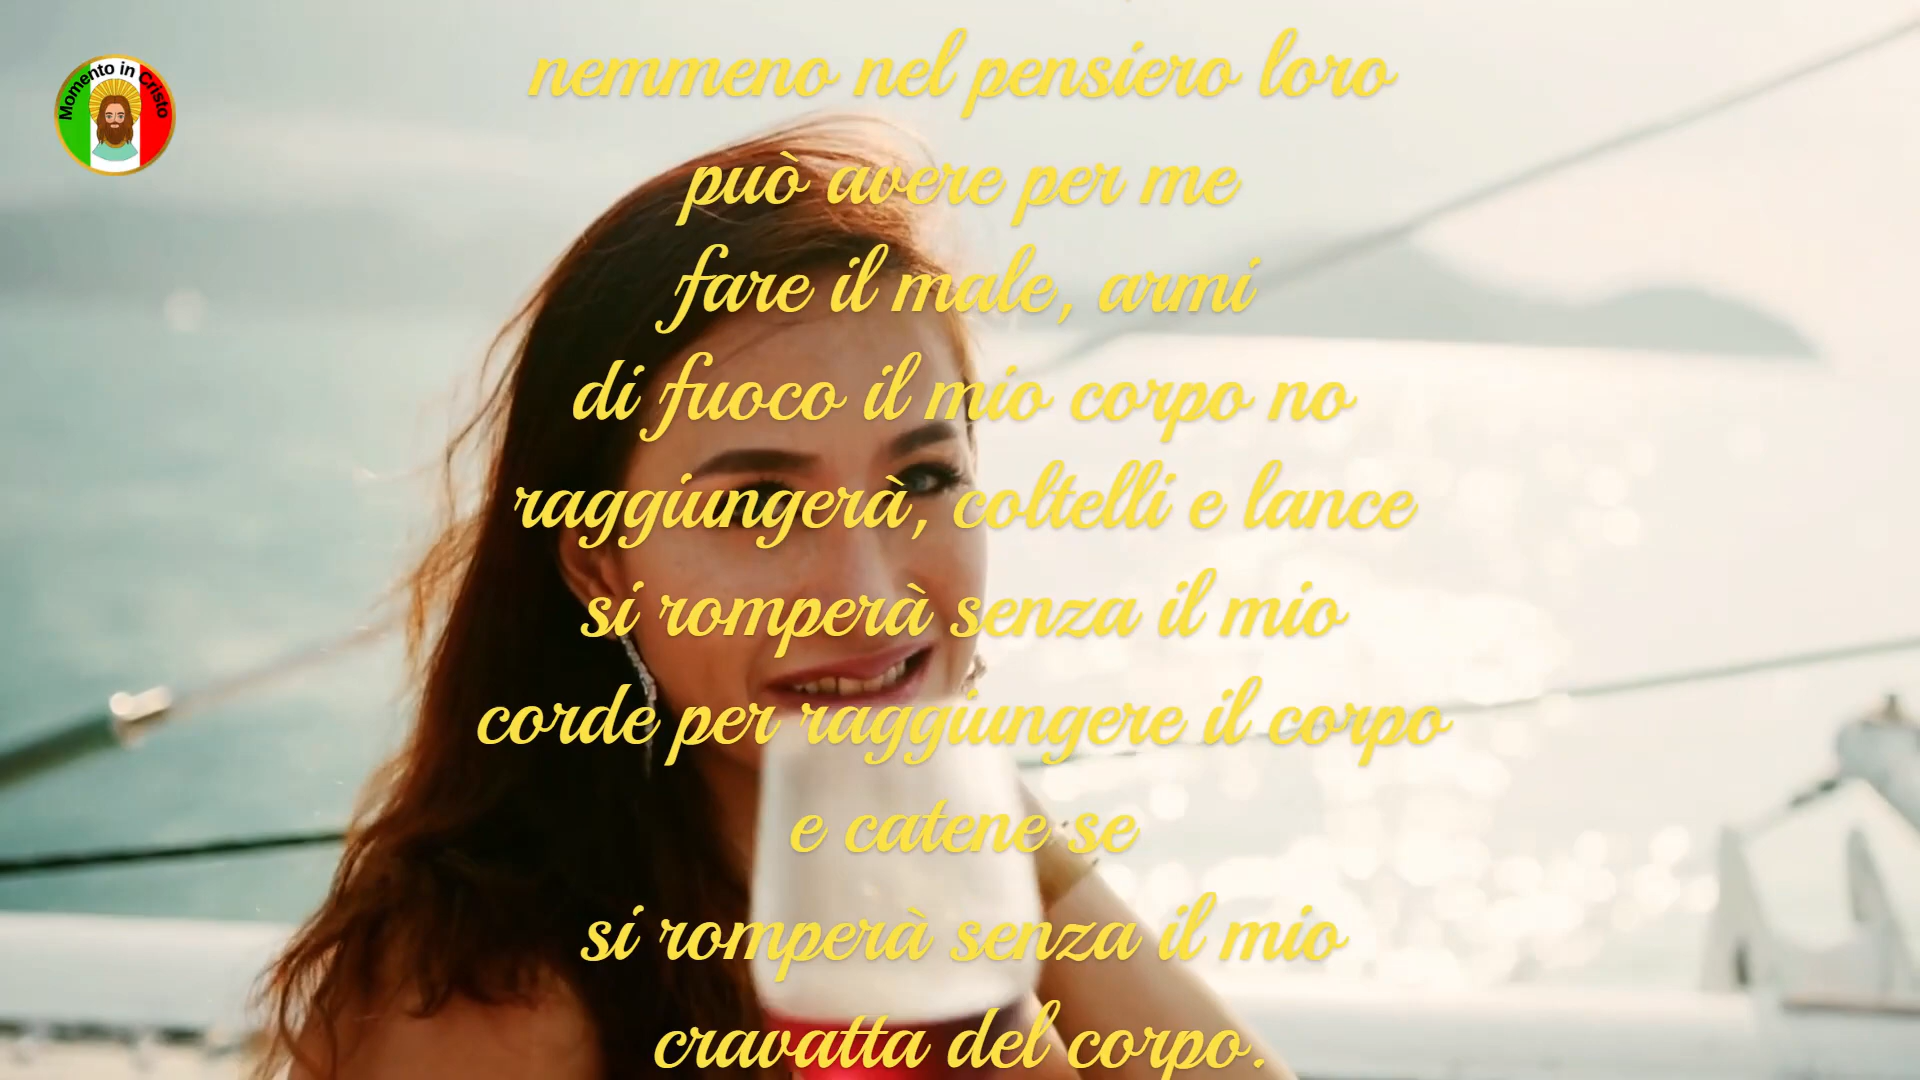 Momento in Cristo
nemmeno nel pensiero loro
può avere per me
fare il male, armi
di fuoco il mio corpo no
raggiungerà, coltelli e lance
si romperà senza il mio
corde per raggiungere il corpo
e catene se
si romperà senza il mio
cravatta del corpo.